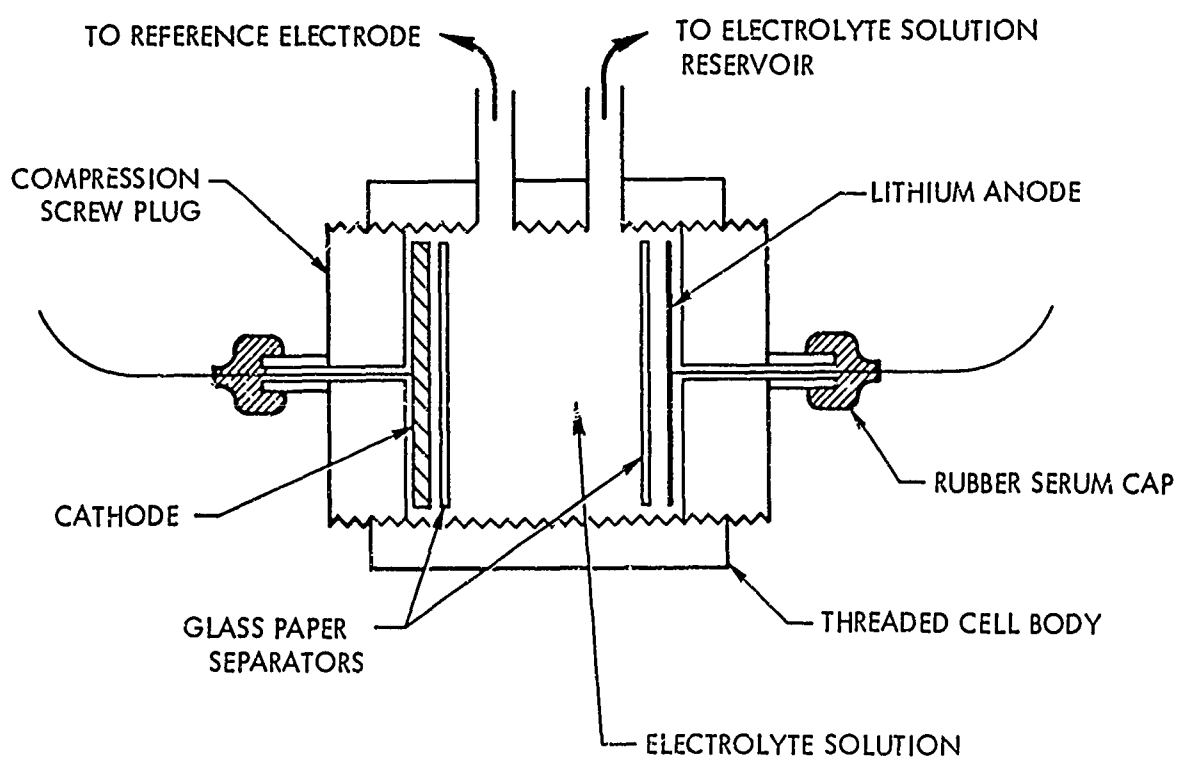 TO REFERENCE ELECTRODE
TO ELECTROLYTE SOLUTION
RESERVOIR
COMPRESSION
SCREW PLUG
LITHIUM ANODE
CATHODE
RUBBER SERUM CAP
GLASS PAPER
SEPARATORS
THREADED CELL BODY
ELECTROLYTE SOLUTION